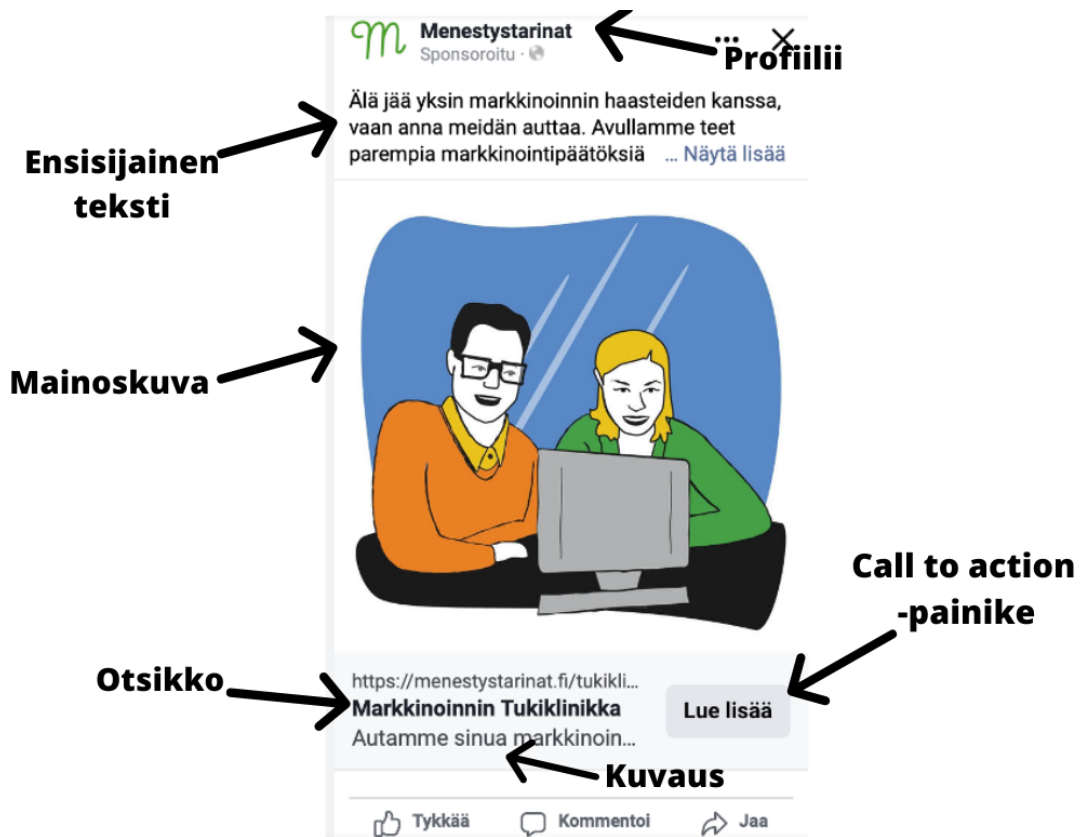 Menestystarinat
Sponsoroitu ·
Profiilii
Älä jää yksin markkinoinnin haasteiden kanssa,
vaan anna meidän auttaa. Avullamme teet
parempia markkinointipäätöksiä ... Näytä lisää
Ensisijainen
teksti
Mainoskuva
Call to action
-painike
Otsikko
https://menestystarinat.fi/tukikli...
Markkinoinnin Tukiklinikka
Autamme sinua markkinoin...
Lue lisää
Kuvaus
Tykkää Kommentoi Jaa